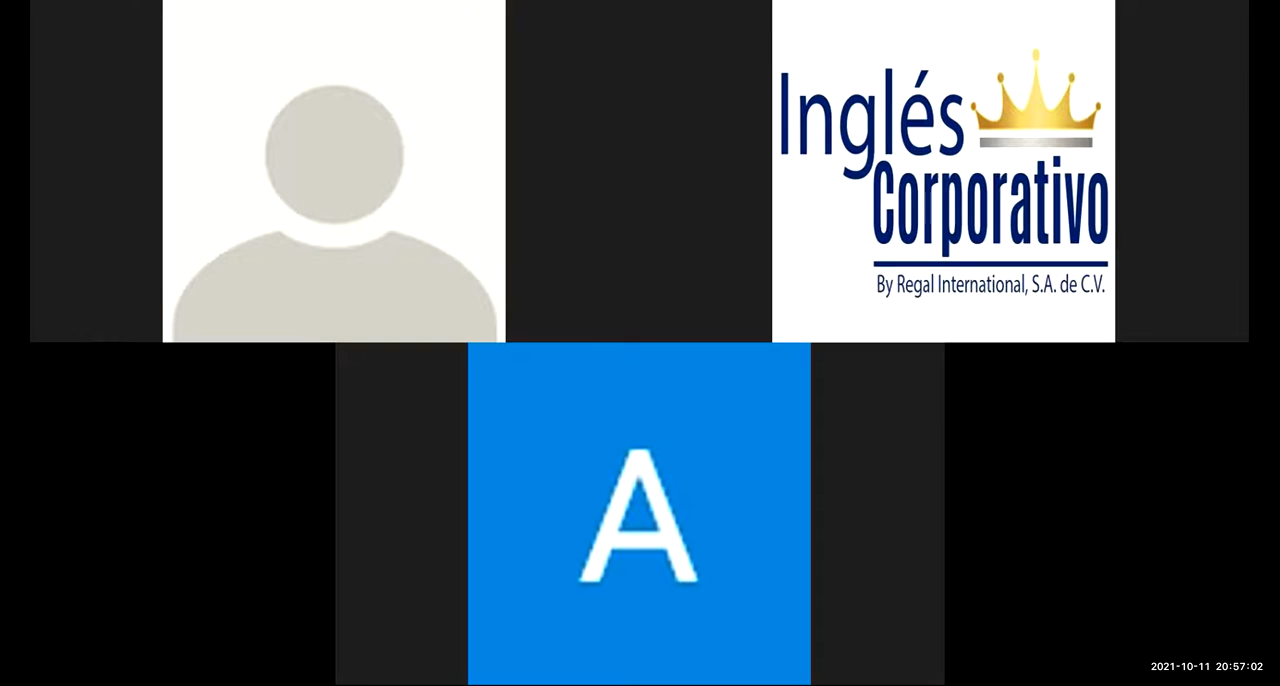 Inglés
Corporativo
By Regal International, S.A. de C.V.
A
2021-10-11 20:57:02